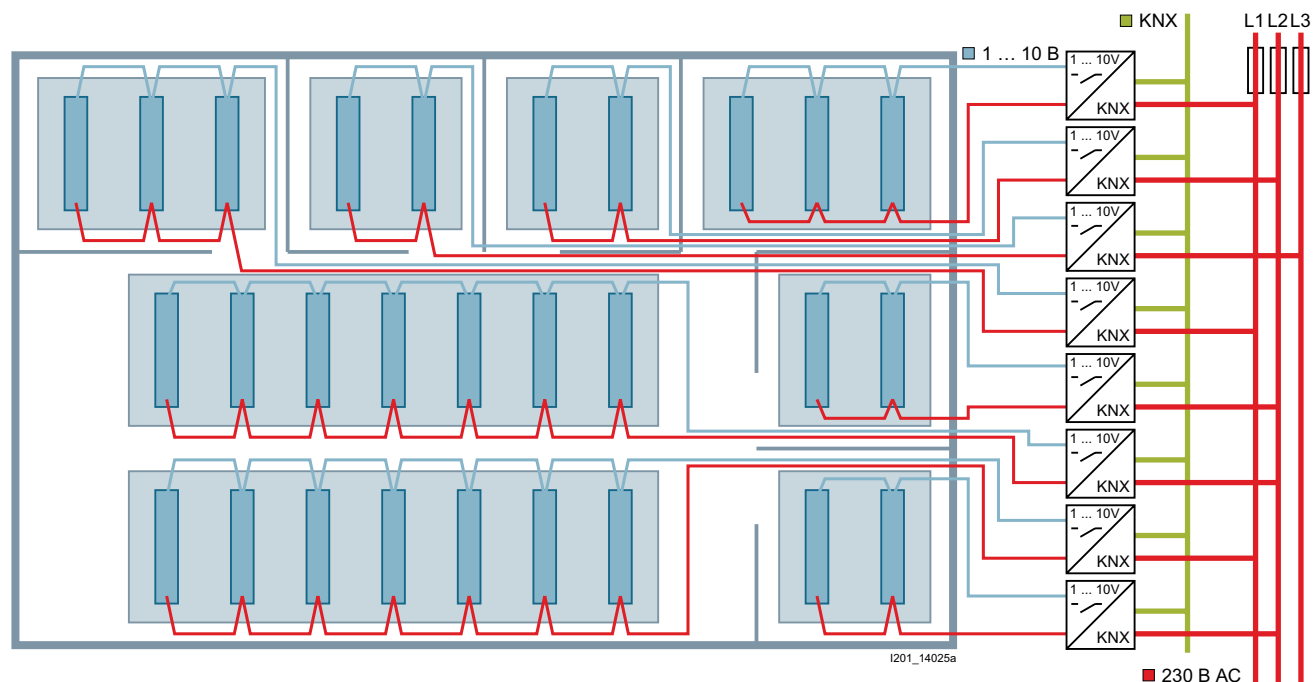 KNX
L1 L2 L3
1 ... 10 В
1 ... 10V
KNX
1 ... 10V
KNX
1 ... 10V
KNX
1 ... 10V
KNX
1 ... 10V
KNX
1 ... 10V
KNX
1 ... 10V
KNX
1 ... 10V
KNX
I201_14025a
230 В AC